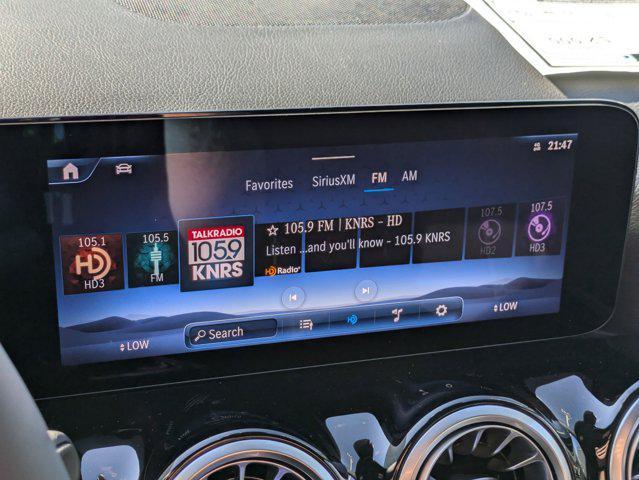 4G 21:47
Favorites SiriusXM FM AM
105.1
HD
HD3
105.5
FM
TALKRADIO
105.9
KNRS
☆ 105.9 FM | KNRS - HD
Listen ...and you'll know - 105.9 KNRS
HD Radio
107.5
HD2
107.5
HD3
Search
HD
LOW
LOW